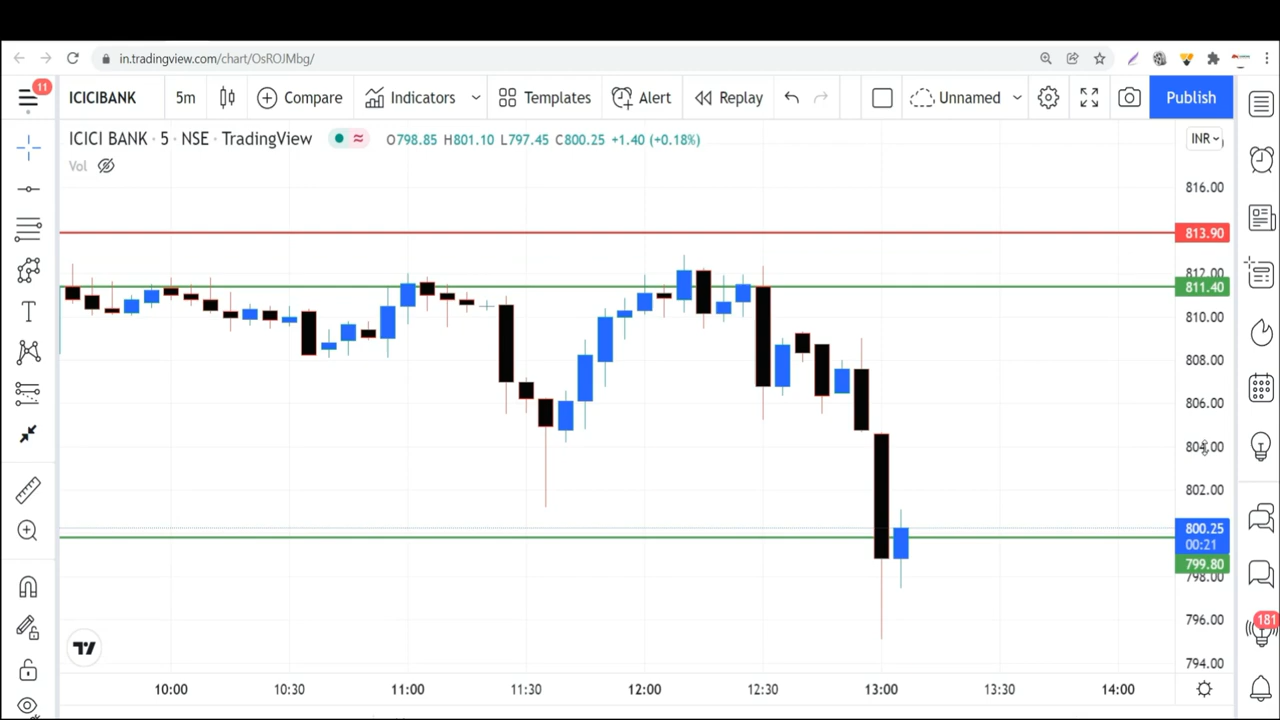 in.tradingview.com/chart/OsROJMbg/
11
ICICIBANK 5m Compare Indicators Templates Alert Replay Unnamed Publish
ICICI BANK · 5 · NSE · TradingView O798.85 H801.10 L797.45 C800.25 +1.40 (+0.18%)
INR
Vol
816.00
813.90
812.00
811.40
810.00
808.00
806.00
804.00
802.00
800.25
00:21
799.80
798.00
796.00
181
794.00
10:00 10:30 11:00 11:30 12:00 12:30 13:00 13:30 14:00